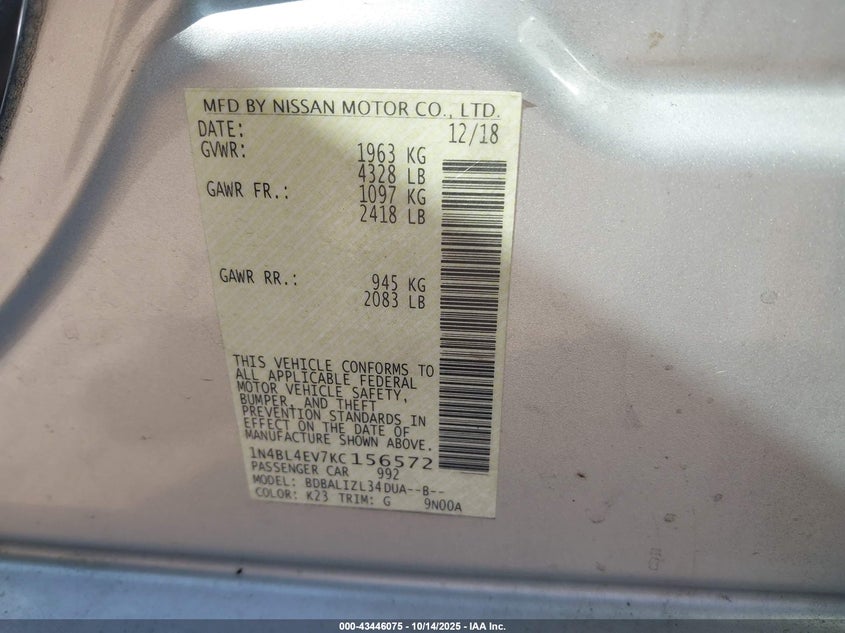 MFD BY NISSAN MOTOR CO., LTD.
DATE: 12/18
GVWR: 1963 KG
4328 LB
GAWR FR.: 1097 KG
2418 LB
GAWR RR.: 945 KG
2083 LB
THIS VEHICLE CONFORMS TO
ALL APPLICABLE FEDERAL
MOTOR VEHICLE SAFETY,
BUMPER, AND THEFT
PREVENTION STANDARDS IN
EFFECT ON THE DATE OF
MANUFACTURE SHOWN ABOVE.
1N4BL4EV7KC156572
PASSENGER CAR 992
MODEL: BDBALIZL34DUA--B--
COLOR: K23 TRIM: G 9N00A
000-43446075 | 10/14/2025 | IAA Inc.